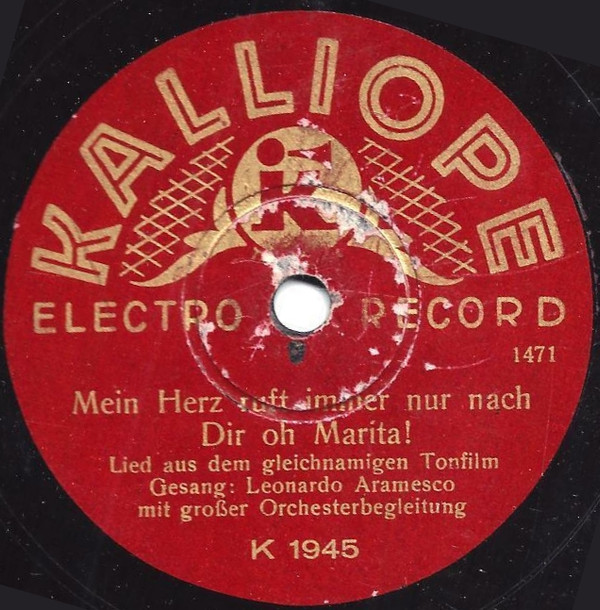 KALLIOPE
ELECTRO RECORD
1471
Mein Herz ruft immer nur nach
Dir oh Marita!
Lied aus dem gleichnamigen Tonfilm
Gesang: Leonardo Aramesco
mit großer Orchesterbegleitung
K 1945